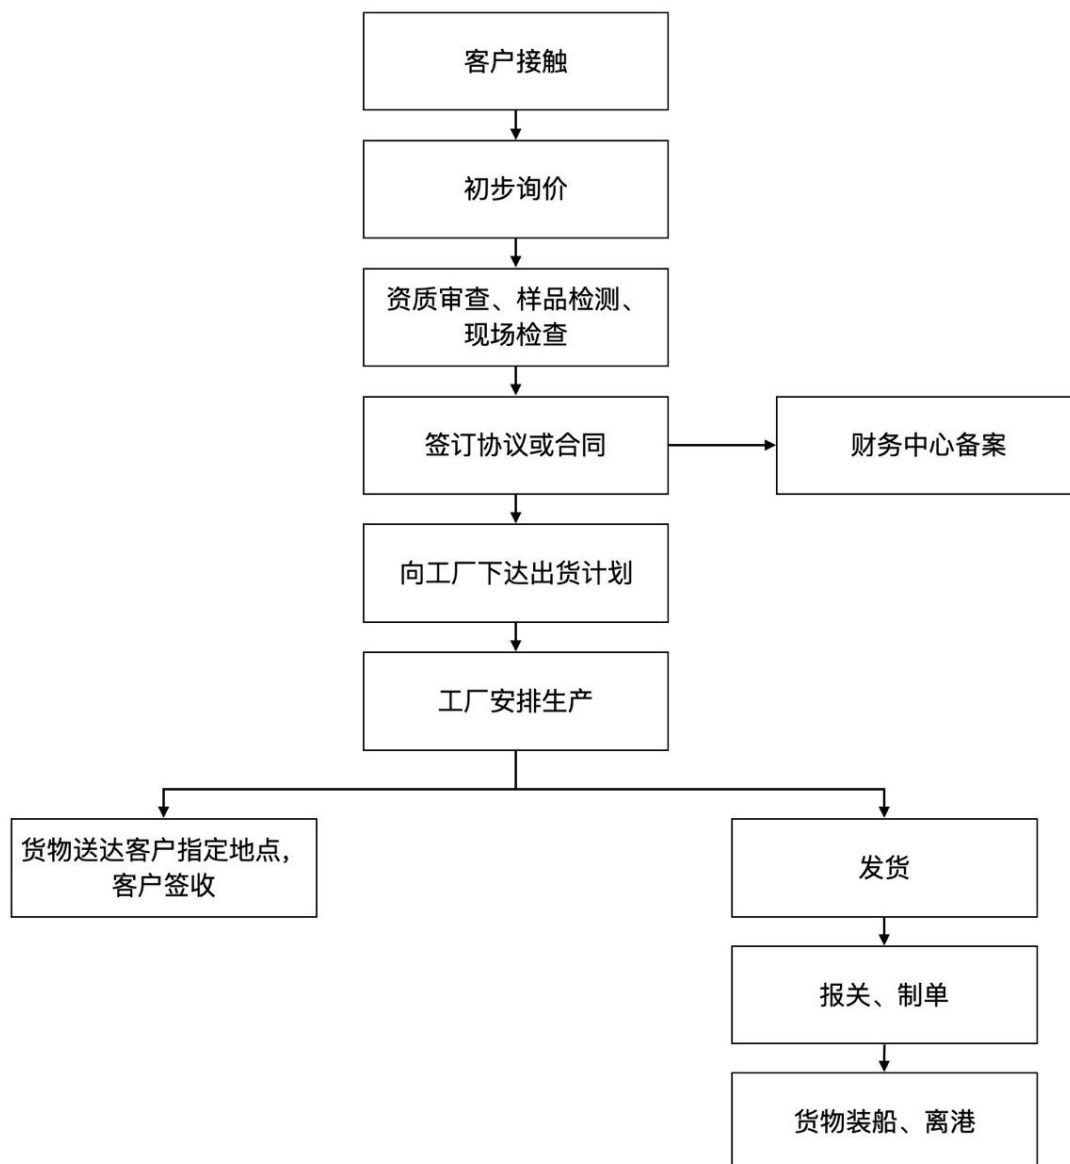 客户接触
初步询价
资质审查、样品检测、
现场检查
签订协议或合同
财务中心备案
向工厂下达出货计划
工厂安排生产
货物送达客户指定地点，
客户签收
发货
报关、制单
货物装船、离港